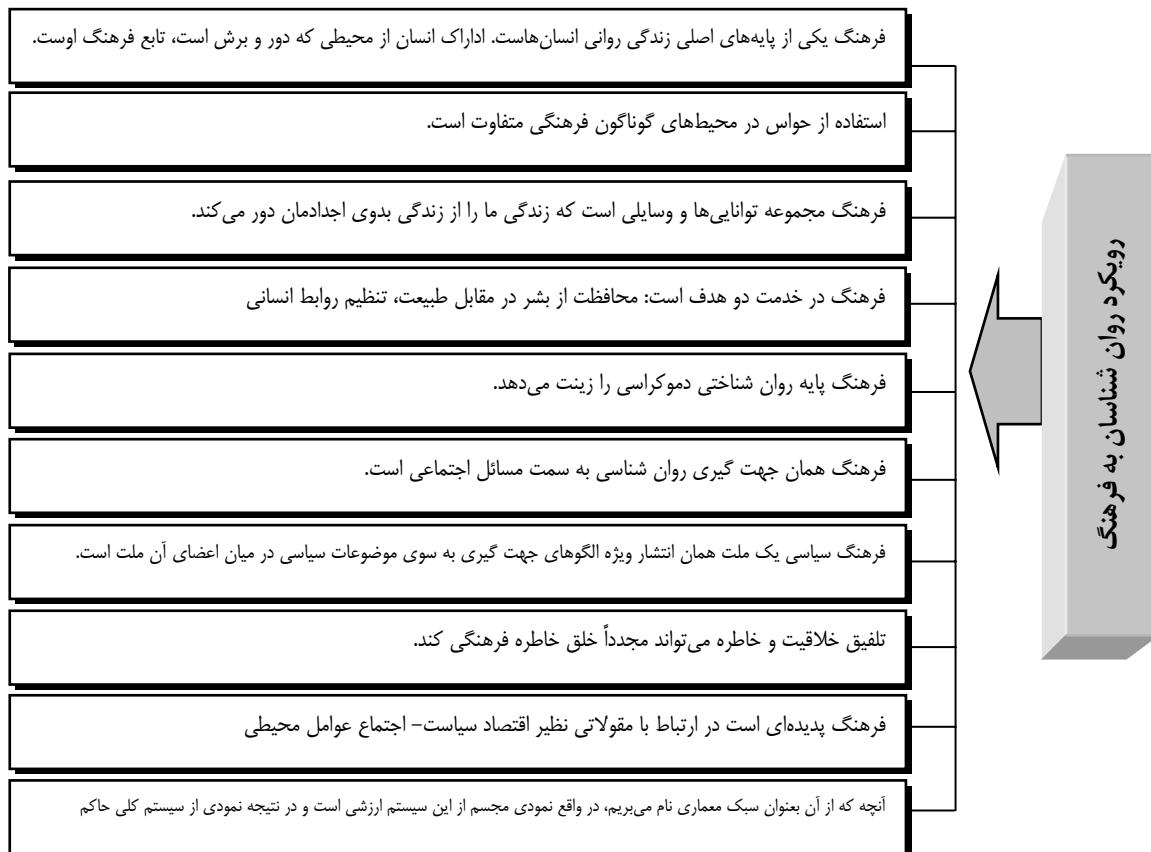 رویکرد روان شناسان به فرهنگ
فرهنگ یکی از پایه‌های اصلی زندگی روانی انسان‌هاست. اداراک انسان از محیطی که دور و برش است، تابع فرهنگ اوست.
استفاده از حواس در محیط‌های گوناگون فرهنگی متفاوت است.
فرهنگ مجموعه توانایی‌ها و وسایلی است که زندگی ما را از زندگی بدوی اجدادمان دور می‌کند.
فرهنگ در خدمت دو هدف است: محافظت از بشر در مقابل طبیعت، تنظیم روابط انسانی
فرهنگ پایه روان شناختی دموکراسی را زینت می‌دهد.
فرهنگ همان جهت گیری روان شناسی به سمت مسائل اجتماعی است.
فرهنگ سیاسی یک ملت همان انتشار ویژه الگوهای جهت گیری به سوی موضوعات سیاسی در میان اعضای آن ملت است.
تلفیق خلاقیت و خاطره می‌تواند مجدداً خلق خاطره فرهنگی کند.
فرهنگ پدیده‌ای است در ارتباط با مقولاتی نظیر اقتصاد سیاست– اجتماع عوامل محیطی
آنچه که از آن بعنوان سبک معماری نام می‌بریم، در واقع نمودی مجسم از این سیستم ارزشی است و در نتیجه نمودی از سیستم کلی حاکم